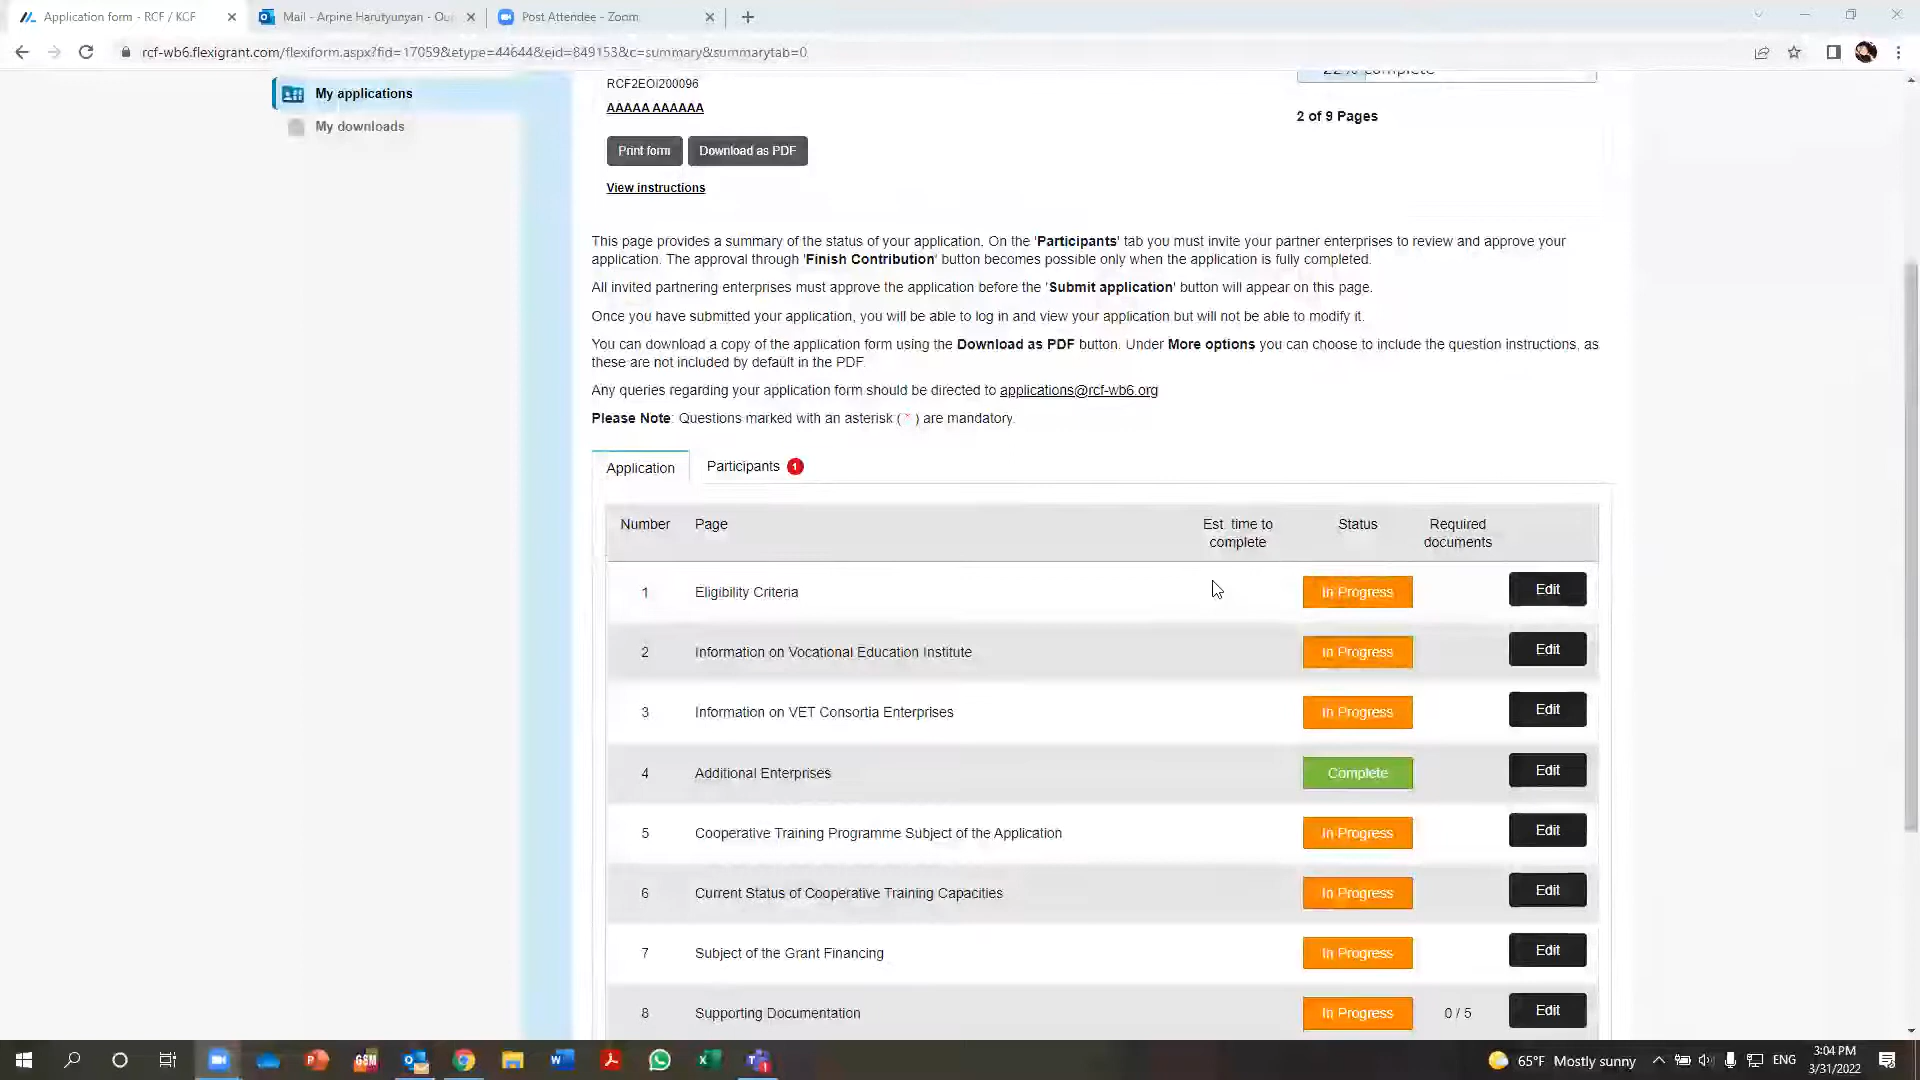 Application form - RCF / KCF
Mail - Arpine Harutyunyan - Ou
Post Attendee - Zoom
rcf-wb6.flexigrant.com/flexiform.aspx?fid=17059&etype=44644&eid=849153&c=summary&summarytab=0
My applications
My downloads
RCF2EOI200096
AAAAA AAAAAA
22% complete
2 of 9 Pages
Print form
Download as PDF
View instructions
This page provides a summary of the status of your application. On the 'Participants' tab you must invite your partner enterprises to review and approve your
application. The approval through 'Finish Contribution' button becomes possible only when the application is fully completed.
All invited partnering enterprises must approve the application before the 'Submit application' button will appear on this page.
Once you have submitted your application, you will be able to log in and view your application but will not be able to modify it.
You can download a copy of the application form using the Download as PDF button. Under More options you can choose to include the question instructions, as
these are not included by default in the PDF.
Any queries regarding your application form should be directed to applications@rcf-wb6.org
Please Note: Questions marked with an asterisk ( * ) are mandatory.
Application
Participants 1
Number Page Est. time to complete Status Required documents
1 Eligibility Criteria In Progress Edit
2 Information on Vocational Education Institute In Progress Edit
3 Information on VET Consortia Enterprises In Progress Edit
4 Additional Enterprises Complete Edit
5 Cooperative Training Programme Subject of the Application In Progress Edit
6 Current Status of Cooperative Training Capacities In Progress Edit
7 Subject of the Grant Financing In Progress Edit
8 Supporting Documentation In Progress 0 / 5 Edit
GSM
65°F Mostly sunny
ENG
3:04 PM
3/31/2022